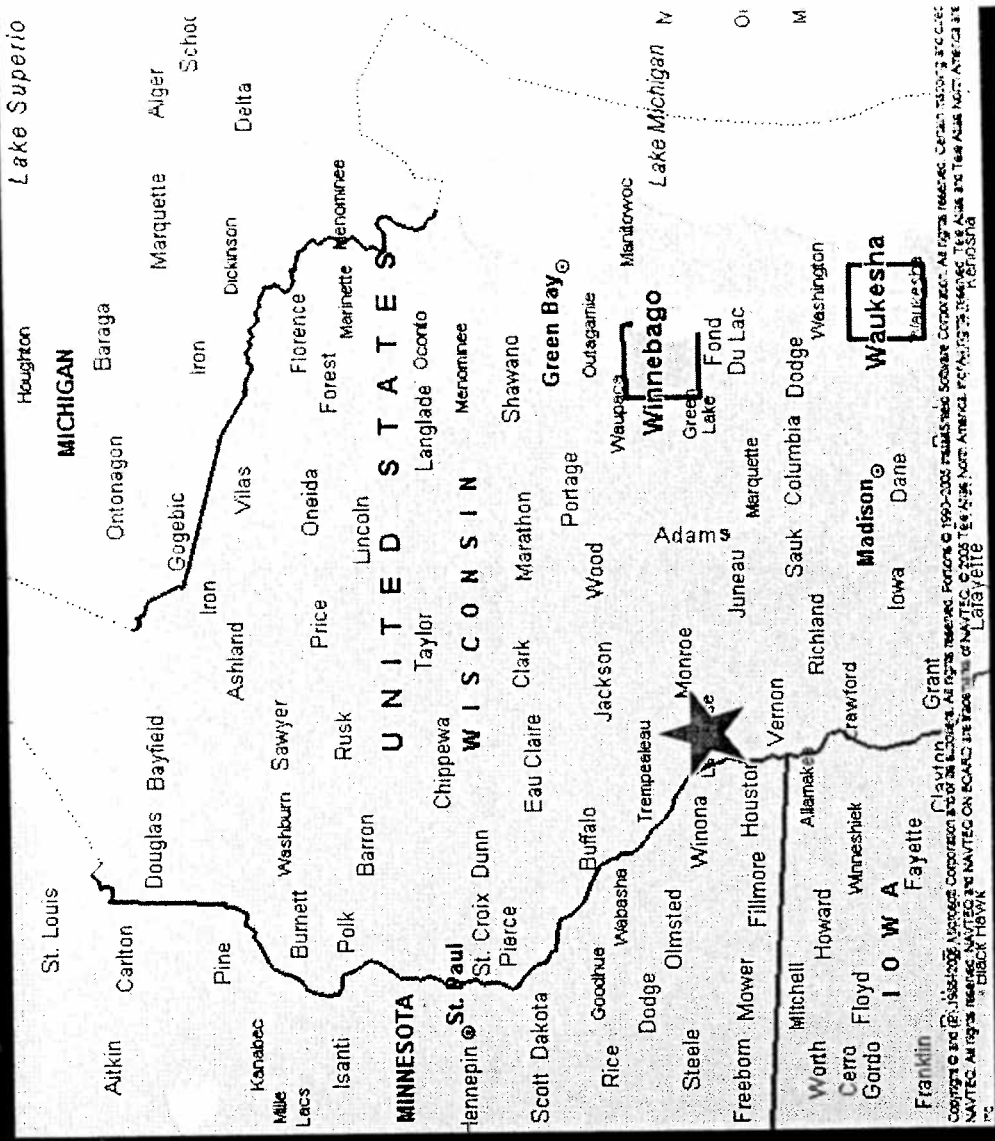 Lake Superio
Houghton
MICHIGAN
St. Louis
Ontonagon
Baraga
Marquette
Alger
Schoo
Aitkin
Carlton
Douglas
Bayfield
Gogebic
Iron
Iron
Dickinson
Delta
Pine
Ashland
Vilas
Kanabec
Mille
Lacs
Burnett
Washburn
Sawyer
Price
Oneida
Forest
Florence
Marinette
Menominee
Isanti
Polk
Barron
Rusk
Lincoln
UNITED STATES
MINNESOTA
Chippewa
Taylor
Langlade
Oconto
Hennepin
St. Paul
St. Croix
Dunn
WISCONSIN
Menominee
Pierce
Scott
Dakota
Eau Claire
Clark
Marathon
Shawano
Green Bay
Goodhue
Buffalo
Jackson
Wood
Portage
Waupaca
Outagamie
Rice
Wabasha
Trempealeau
Manitowoc
Dodge
Olmsted
Winona
Monroe
Adams
Winnebago
Lake Michigan
Steele
Green
Lake
Fond
Du Lac
Freeborn
Mower
Fillmore
Houston
Vernon
Juneau
Marquette
Mitchell
Worth
Howard
Allamakee
Richland
Sauk
Columbia
Dodge
Washington
Cerro
Gordo
Floyd
Winneshiek
Crawford
Madison
Waukesha
Waukesha
IOWA
Fayette
Iowa
Dane
Franklin
Clayton
Grant
Black Hawk
Lafayette
Kenosha